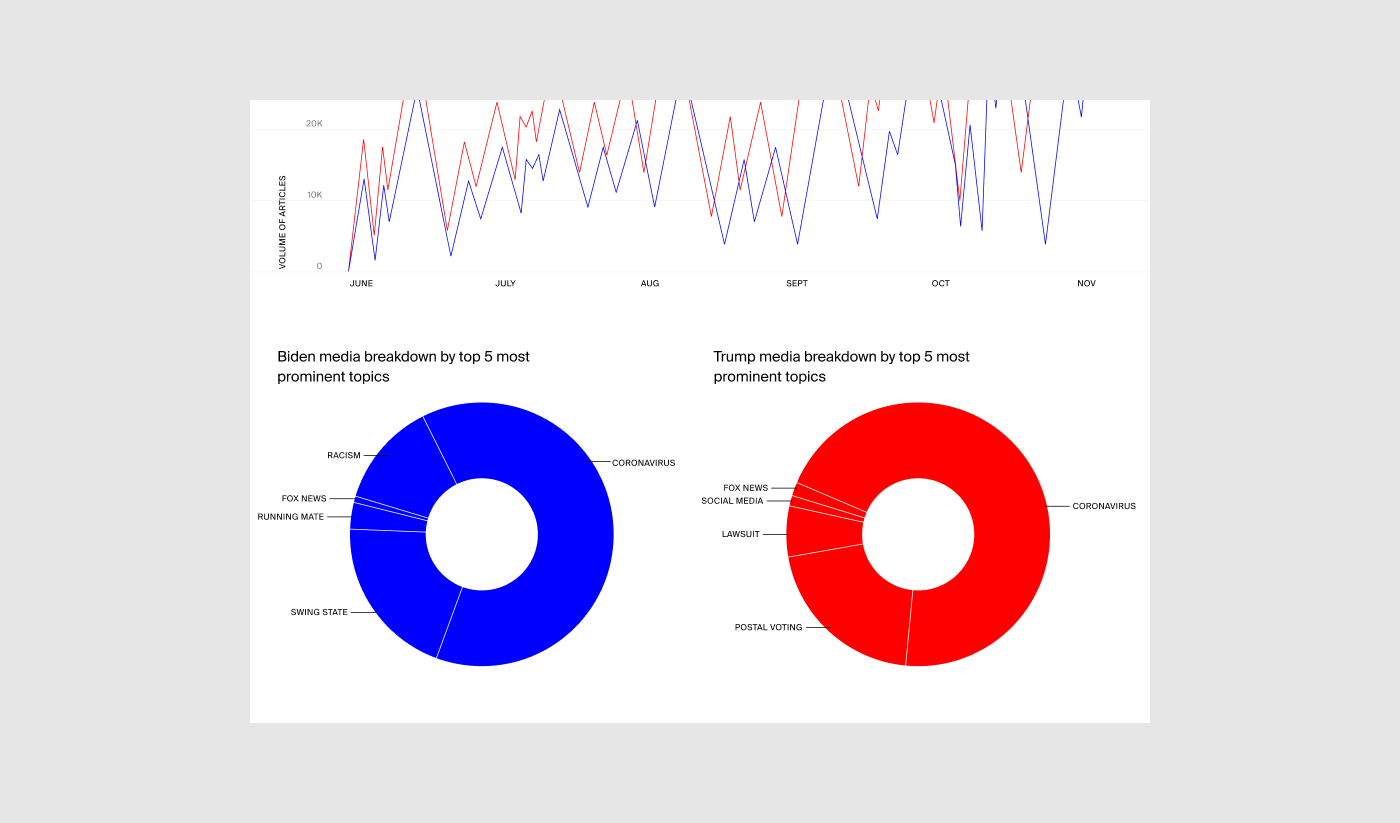 20K
10K
0
VOLUME OF ARTICLES
JUNE
JULY
AUG
SEPT
OCT
NOV
Biden media breakdown by top 5 most
prominent topics
RACISM
FOX NEWS
RUNNING MATE
SWING STATE
CORONAVIRUS
Trump media breakdown by top 5 most
prominent topics
FOX NEWS
SOCIAL MEDIA
LAWSUIT
POSTAL VOTING
CORONAVIRUS